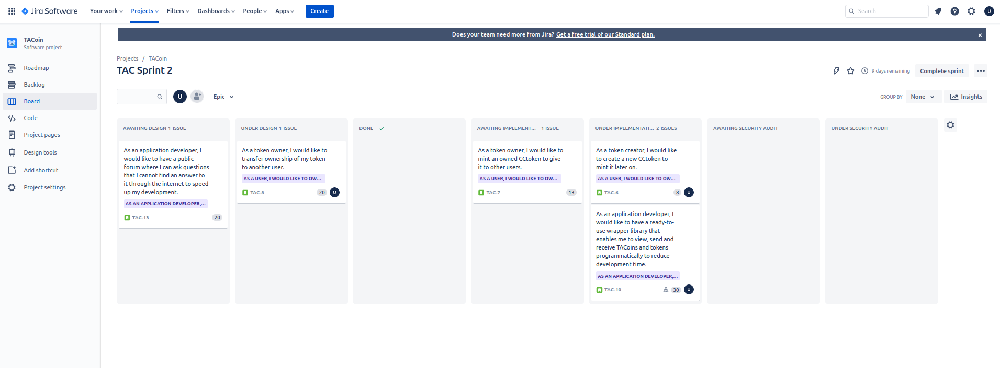 Jira Software Your work Projects Filters Dashboards People Apps Create Search U
Does your team need more from Jira? Get a free trial of our Standard plan.
TACoin
Software project
Roadmap
Backlog
Board
Code
Project pages
Design tools
Add shortcut
Project settings
Projects / TACoin
TAC Sprint 2
9 days remaining Complete sprint
U Epic
GROUP BY None Insights
AWAITING DESIGN 1 ISSUE
As an application developer, I
would like to have a public
forum where I can ask questions
that I cannot find an answer to
it through the internet to speed
up my development.
AS AN APPLICATION DEVELOPER,...
TAC-13 20
UNDER DESIGN 1 ISSUE
As a token owner, I would like to
transfer ownership of my token
to another user.
AS A USER, I WOULD LIKE TO OW...
TAC-8 20 U
DONE
AWAITING IMPLEMENT... 1 ISSUE
As a token owner, I would like to
mint an owned CCtoken to give
it to other users.
AS A USER, I WOULD LIKE TO OW...
TAC-7 13
UNDER IMPLEMENTATI... 2 ISSUES
As a token creator, I would like
to create a new CCtoken to
mint it later on.
AS A USER, I WOULD LIKE TO OW...
TAC-6 8 U
As an application developer, I
would like to have a ready-to-
use wrapper library that
enables me to view, send and
receive TACoins and tokens
programmatically to reduce
development time.
AS AN APPLICATION DEVELOPER,...
TAC-10 30 U
AWAITING SECURITY AUDIT
UNDER SECURITY AUDIT